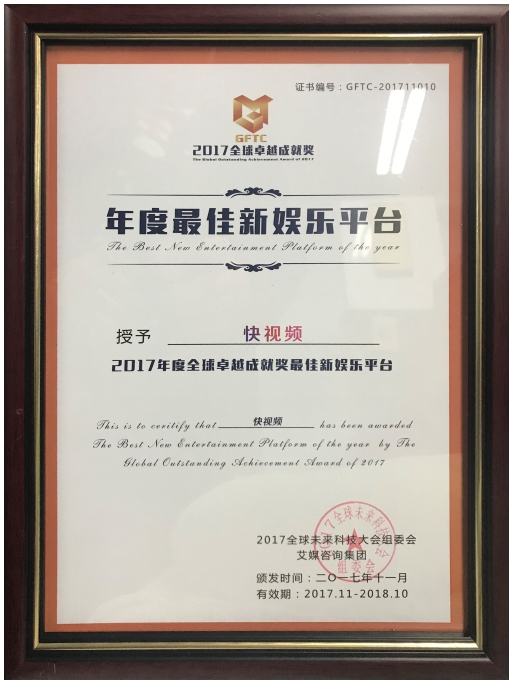 证书编号：GFTC-201711010
GFTC
2017全球卓越成就奖
The Global Outstanding Achievement Award of 2017
年度最佳新娱乐平台
The Best New Entertainment Platform of the year
授予 快视频
2017年度全球卓越成就奖最佳新娱乐平台
This is to ceritify that 快视频 has been awarded
The Best New Entertainment Platform of the year by The
Global Outstanding Achievement Award of 2017
2017全球未来科技大会组委会
艾媒咨询集团
组委会
颁发时间：二〇一七年十一月
有效期：2017.11-2018.10